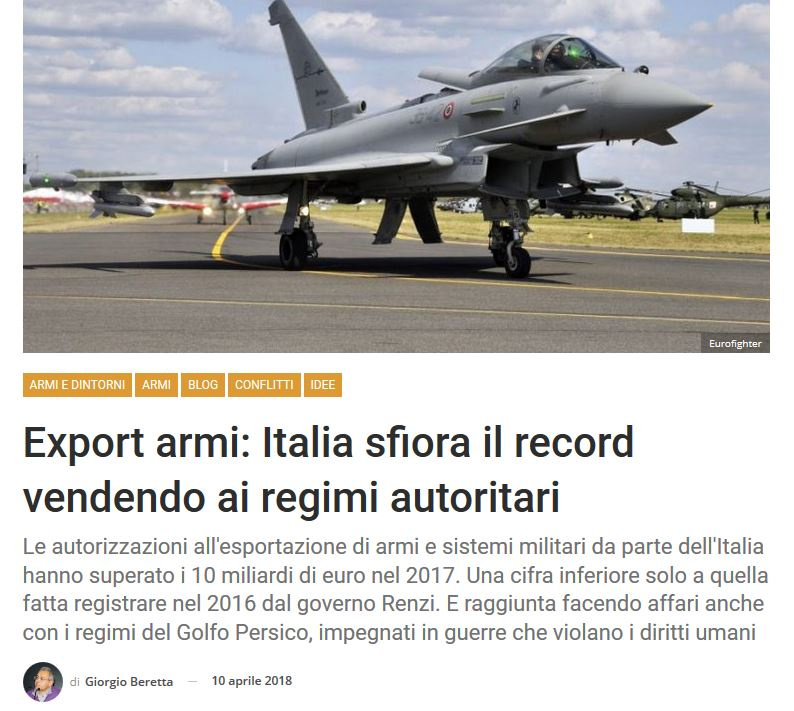 Eurofighter
ARMI E DINTORNI ARMI BLOG CONFLITTI IDEE
Export armi: Italia sfiora il record
vendendo ai regimi autoritari
Le autorizzazioni all'esportazione di armi e sistemi militari da parte dell'Italia
hanno superato i 10 miliardi di euro nel 2017. Una cifra inferiore solo a quella
fatta registrare nel 2016 dal governo Renzi. E raggiunta facendo affari anche
con i regimi del Golfo Persico, impegnati in guerre che violano i diritti umani
di Giorgio Beretta — 10 aprile 2018